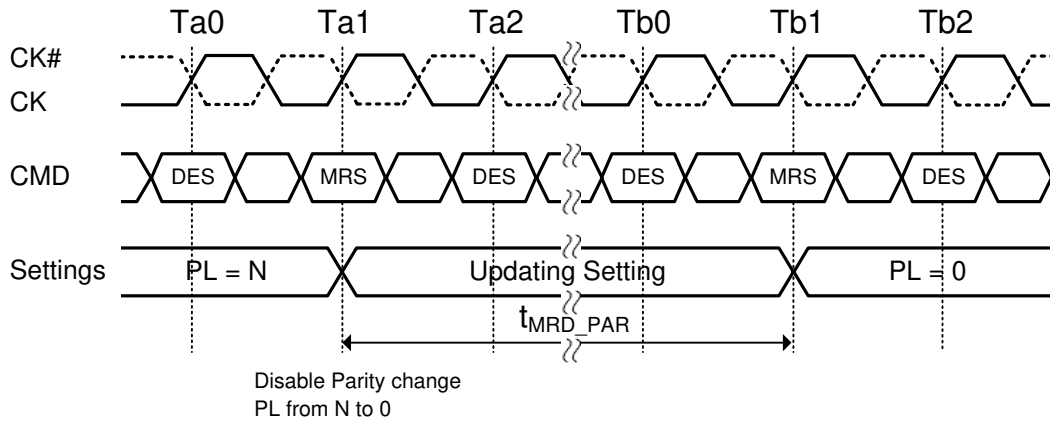 Ta0 Ta1 Ta2 Tb0 Tb1 Tb2
CK#
CK
CMD DES MRS DES DES MRS DES
Settings PL = N Updating Setting PL = 0
tMRD_PAR
Disable Parity change
PL from N to 0